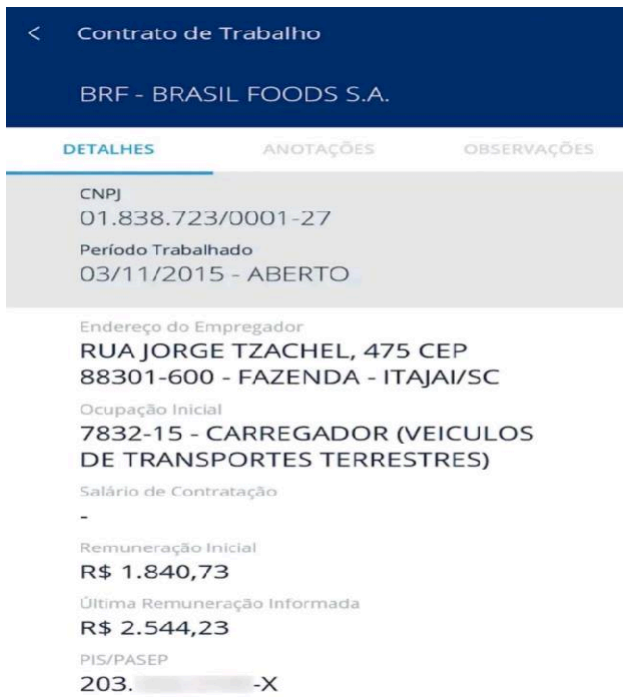 < Contrato de Trabalho
BRF - BRASIL FOODS S.A.
DETALHES ANOTAÇÕES OBSERVAÇÕES
CNPJ
01.838.723/0001-27
Período Trabalhado
03/11/2015 - ABERTO
Endereço do Empregador
RUA JORGE TZACHEL, 475 CEP
88301-600 - FAZENDA - ITAJAI/SC
Ocupação Inicial
7832-15 - CARREGADOR (VEICULOS
DE TRANSPORTES TERRESTRES)
Salário de Contratação
-
Remuneração Inicial
R$ 1.840,73
Última Remuneração Informada
R$ 2.544,23
PIS/PASEP
203. -X